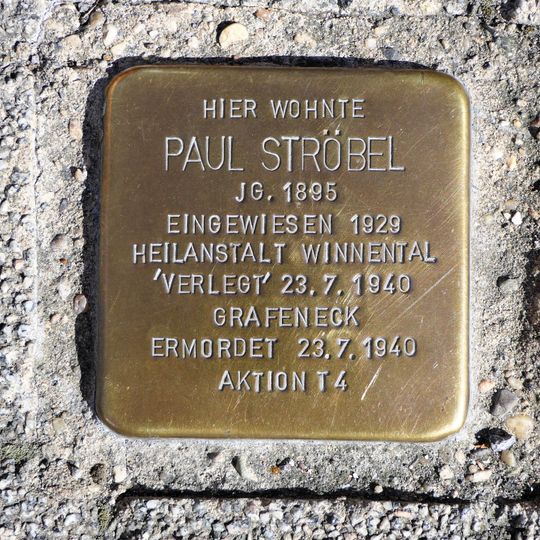 HIER WOHNTE
PAUL STRÖBEL
JG. 1895
EINGEWIESEN 1929
HEILANSTALT WINNENTAL
'VERLEGT' 23.7.1940
GRAFENECK
ERMORDET 23.7.1940
AKTION T4